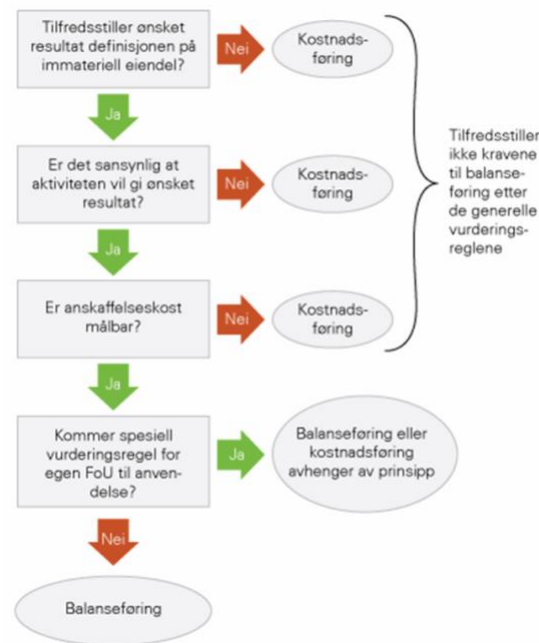 Tilfredsstiller ønsket
resultat definisjonen på
immateriell eiendel?
Nei
Kostnads-
føring
Ja
Er det sansynlig at
aktiviteten vil gi ønsket
resultat?
Nei
Kostnads-
føring
Tilfredsstiller
ikke kravene
til balanse-
føring etter
de generelle
vurderings-
reglene
Ja
Er anskaffelseskost
målbar?
Nei
Kostnads-
føring
Ja
Kommer spesiell
vurderingsregel for
egen FoU til anven-
delse?
Ja
Balanseføring eller
kostnadsføring
avhenger av prinsipp
Nei
Balanseføring